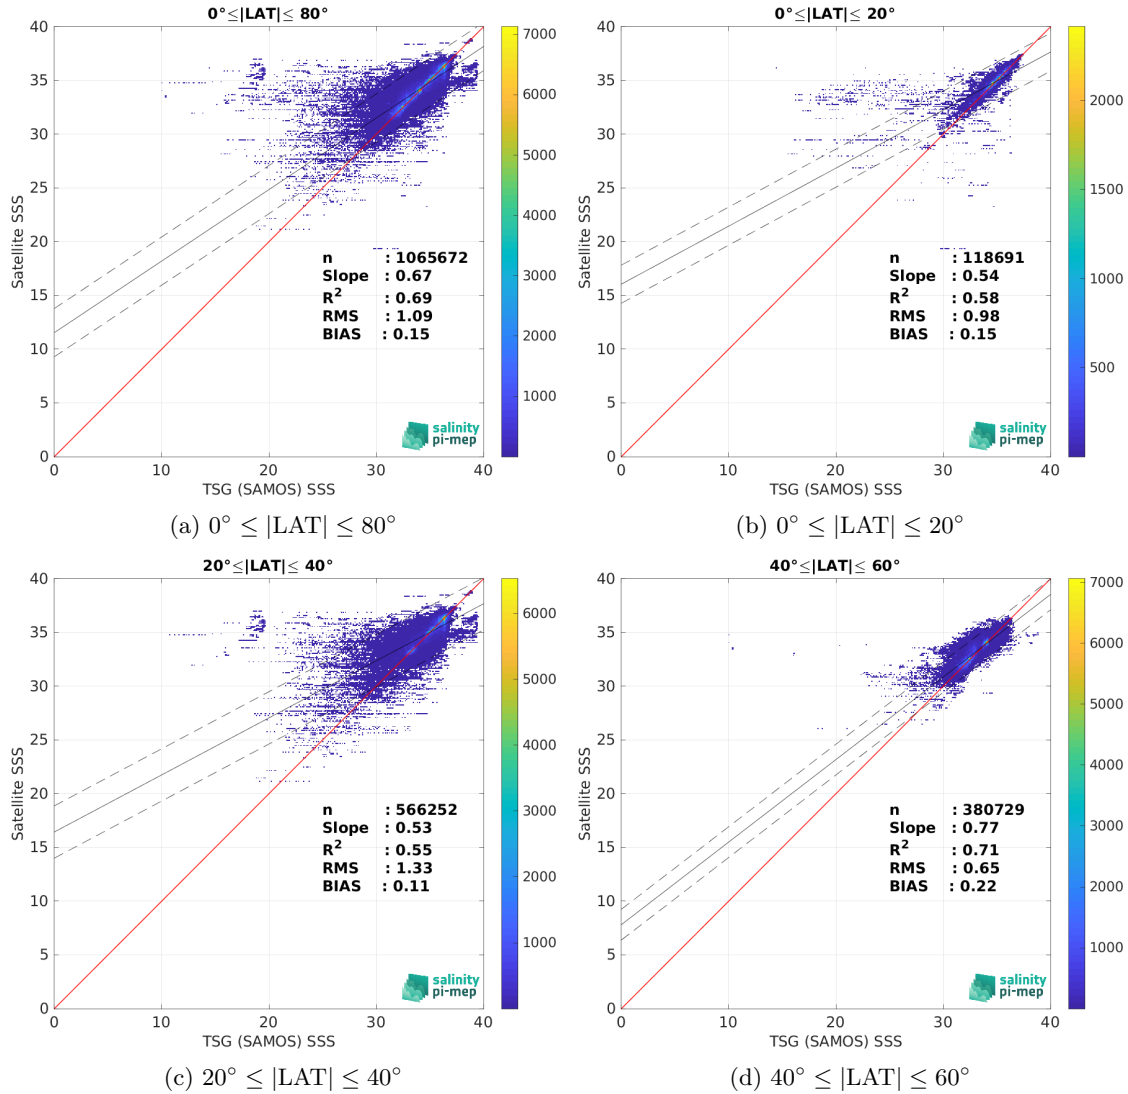 0°≤|LAT|≤ 80°
40
35
30
25
20
15
10
5
0
Satellite SSS
n : 1065672
Slope : 0.67
R² : 0.69
RMS : 1.09
BIAS : 0.15
salinity
pi-mep
0 10 20 30 40
TSG (SAMOS) SSS
7000
6000
5000
4000
3000
2000
1000
(a) 0° ≤ |LAT| ≤ 80°
0°≤|LAT|≤ 20°
40
35
30
25
20
15
10
5
0
Satellite SSS
n : 118691
Slope : 0.54
R² : 0.58
RMS : 0.98
BIAS : 0.15
salinity
pi-mep
0 10 20 30 40
TSG (SAMOS) SSS
2000
1500
1000
500
(b) 0° ≤ |LAT| ≤ 20°
20°≤|LAT|≤ 40°
40
35
30
25
20
15
10
5
0
Satellite SSS
n : 566252
Slope : 0.53
R² : 0.55
RMS : 1.33
BIAS : 0.11
salinity
pi-mep
0 10 20 30 40
TSG (SAMOS) SSS
6000
5000
4000
3000
2000
1000
(c) 20° ≤ |LAT| ≤ 40°
40°≤|LAT|≤ 60°
40
35
30
25
20
15
10
5
0
Satellite SSS
n : 380729
Slope : 0.77
R² : 0.71
RMS : 0.65
BIAS : 0.22
salinity
pi-mep
0 10 20 30 40
TSG (SAMOS) SSS
7000
6000
5000
4000
3000
2000
1000
(d) 40° ≤ |LAT| ≤ 60°